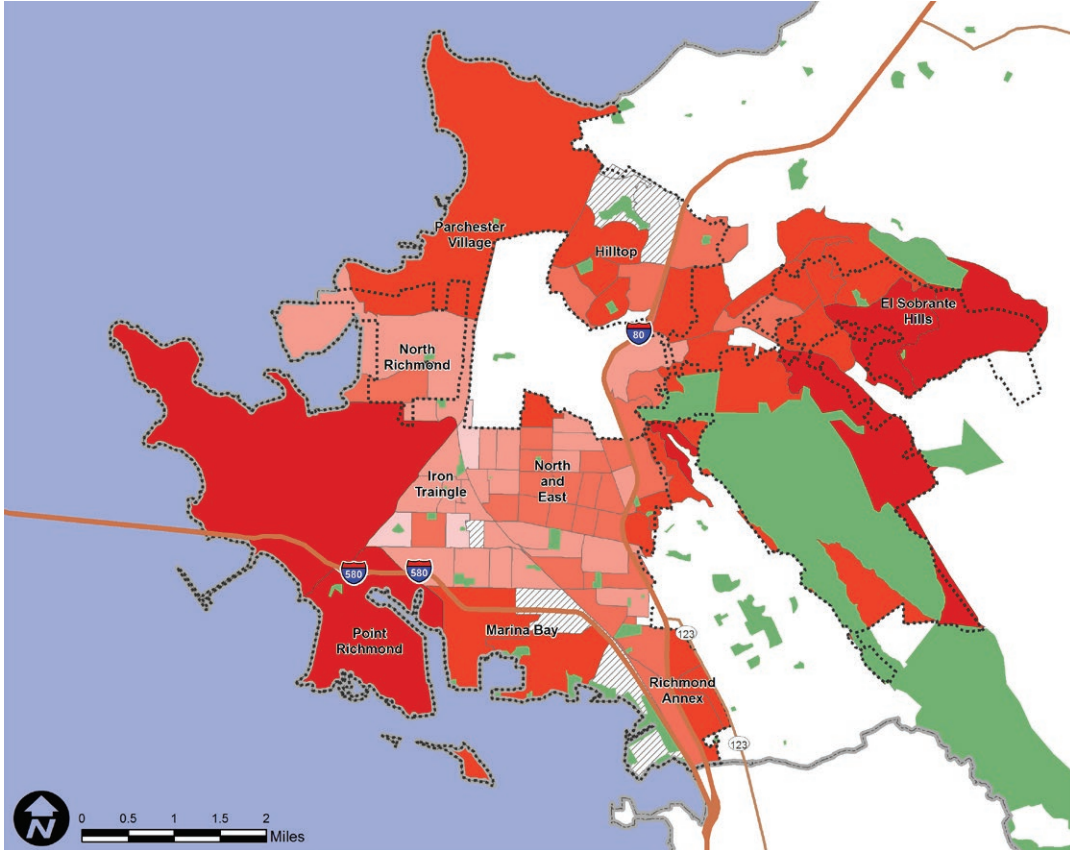 Parchester
Village
Hilltop
El Sobrante
Hills
80
North
Richmond
Iron
Traingle
North
and
East
580
580
Point
Richmond
Marina Bay
123
Richmond
Annex
123
N
0 0.5 1 1.5 2
Miles